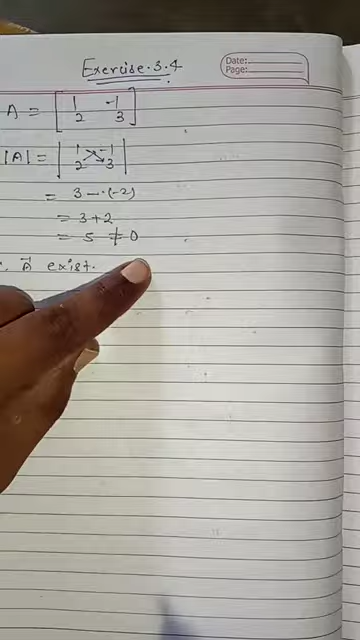 Exercise.3.4
Date:
Page:
A = [ 1 -1
2 3 ]
|A| = | 1 -1
2 3 |
= 3 - (-2)
= 3+2
= 5 ≠ 0
A⁻¹ exist.